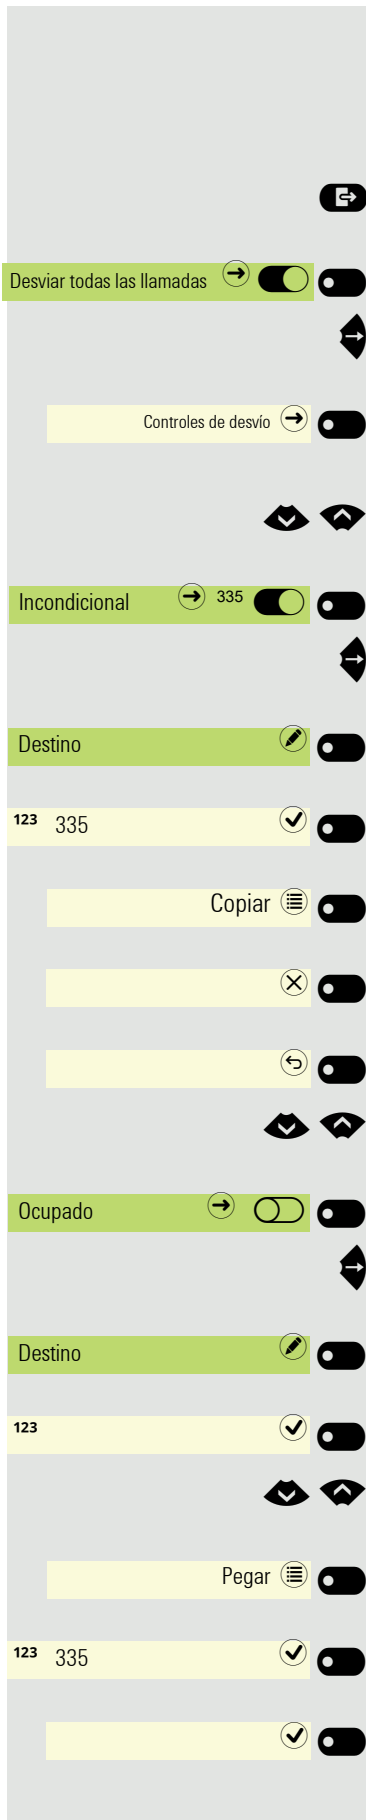 Desviar todas las llamadas
Controles de desvío
Incondicional 335
Destino
123 335
Copiar
Ocupado
Destino
123
Pegar
123 335